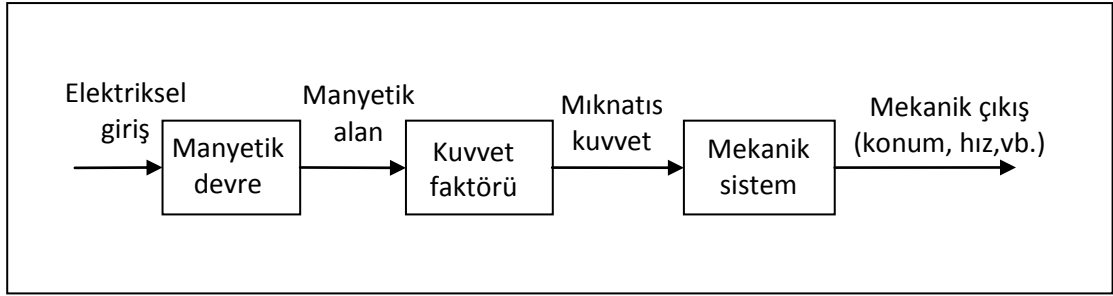 Elektriksel
giriş
Manyetik
devre
Manyetik
alan
Kuvvet
faktörü
Mıknatıs
kuvvet
Mekanik
sistem
Mekanik çıkış
(konum, hız,vb.)